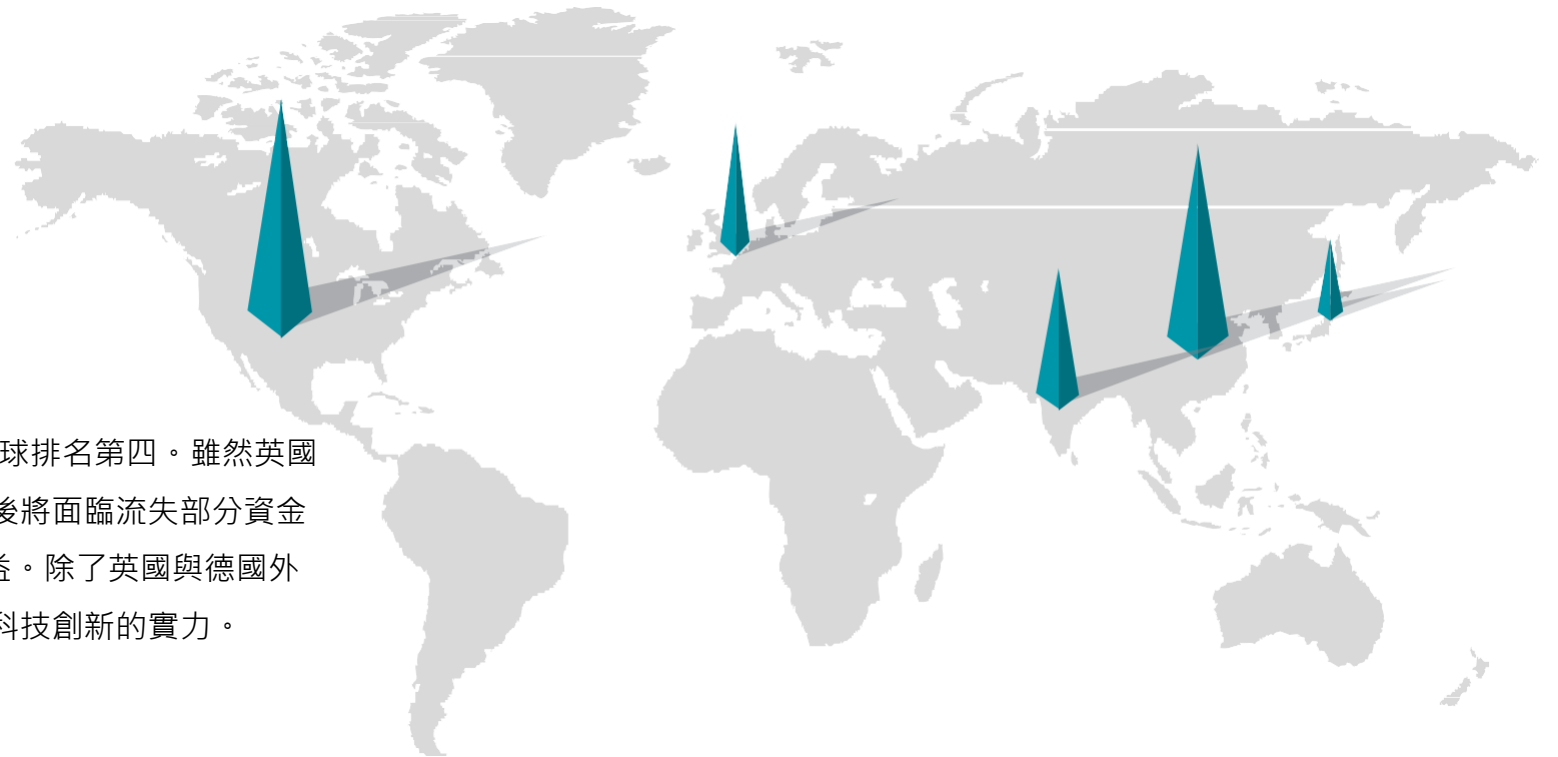 球排名第四。雖然英國
後將面臨流失部分資金
益。除了英國與德國外
科技創新的實力。